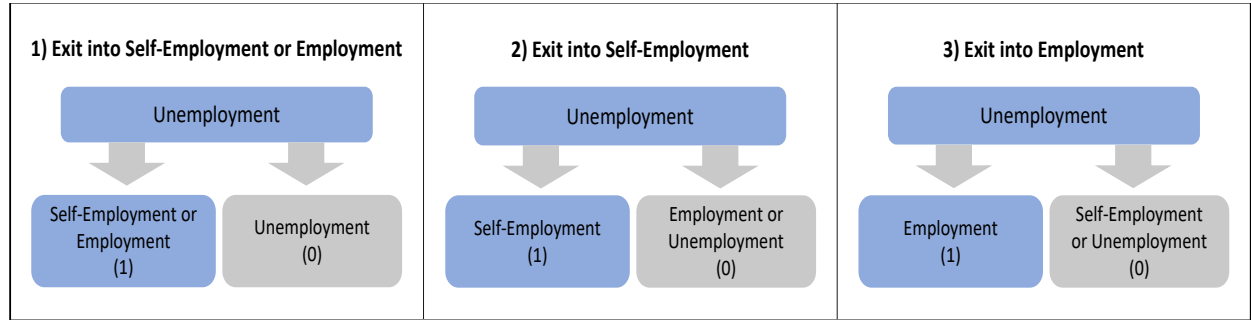 1) Exit into Self-Employment or Employment
Unemployment
Self-Employment or
Employment
(1)
Unemployment
(0)
2) Exit into Self-Employment
Unemployment
Self-Employment
(1)
Employment or
Unemployment
(0)
3) Exit into Employment
Unemployment
Employment
(1)
Self-Employment
or Unemployment
(0)